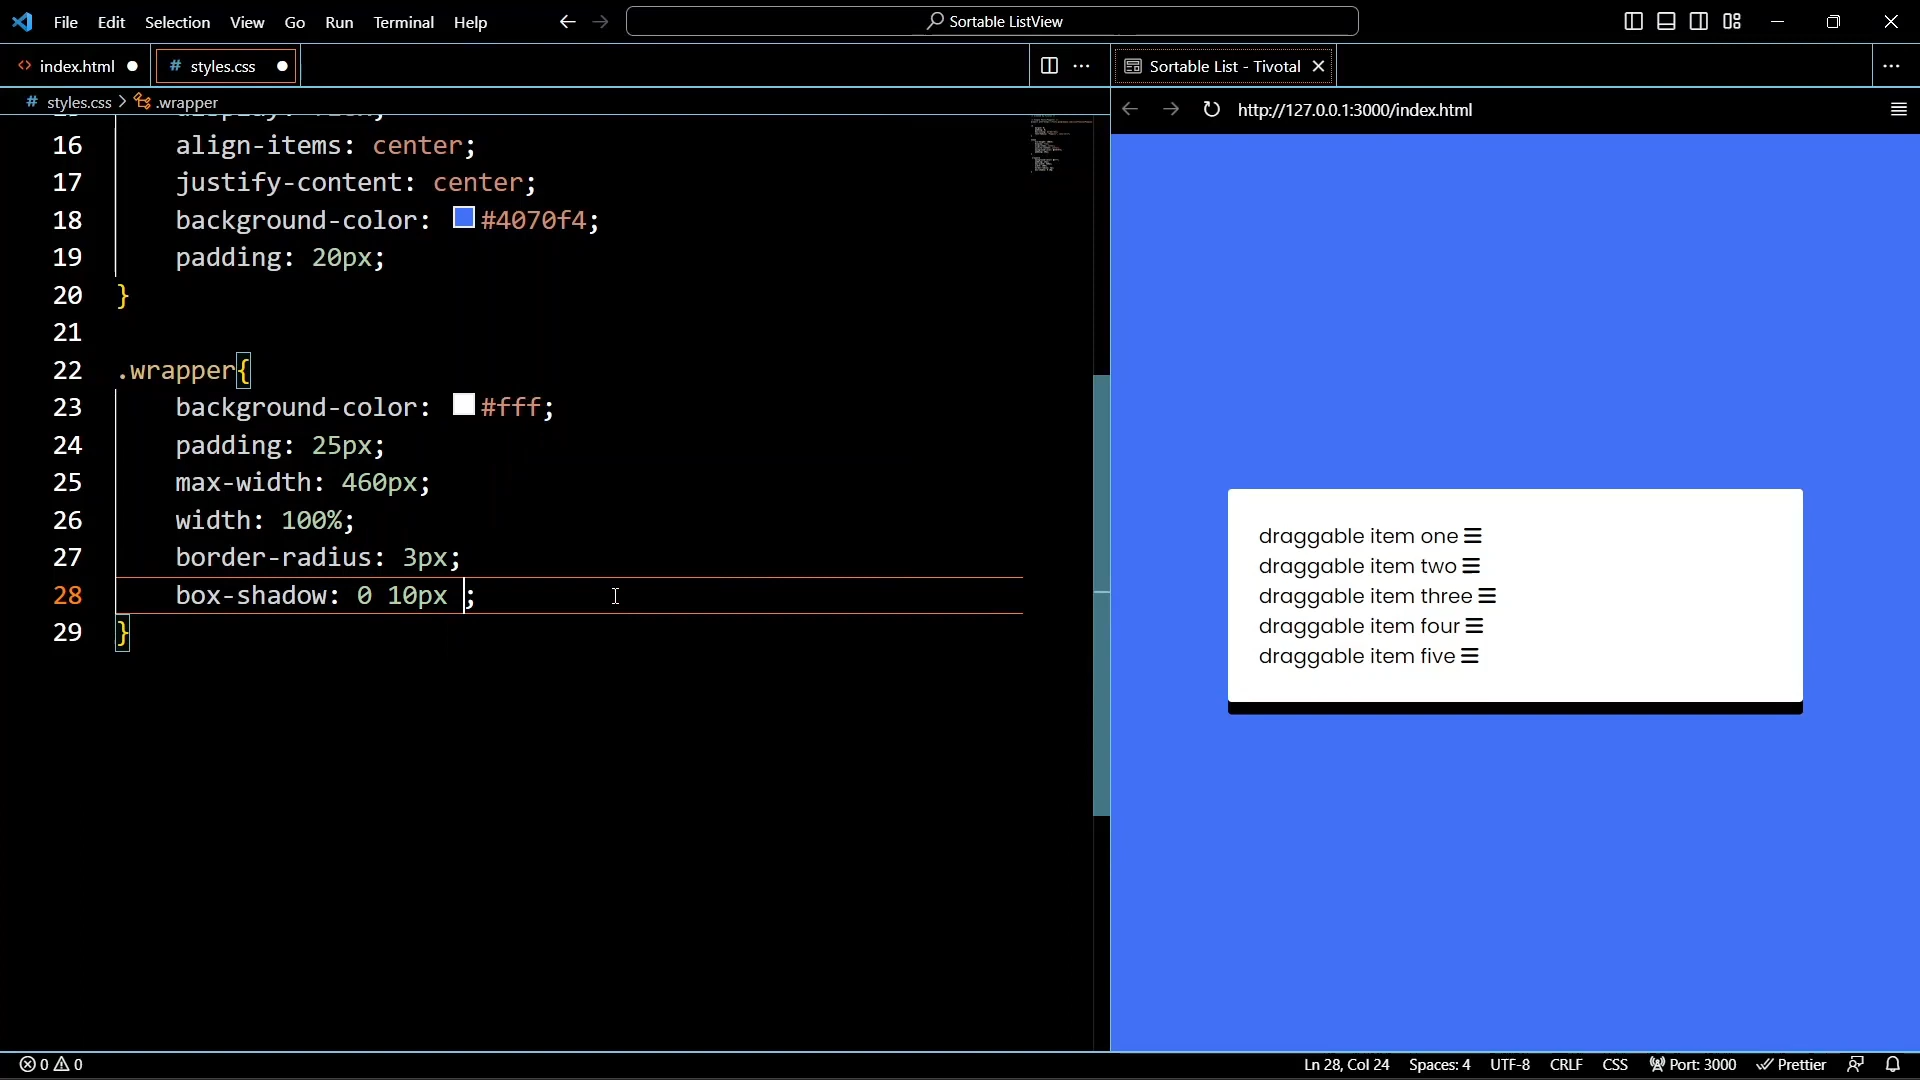 File Edit Selection View Go Run Terminal Help
Sortable ListView
index.html
# styles.css
Sortable List - Tivotal
# styles.css > .wrapper
http://127.0.0.1:3000/index.html
16 align-items: center;
17 justify-content: center;
18 background-color: #4070f4;
19 padding: 20px;
20 }
21
22 .wrapper{
23 background-color: #fff;
24 padding: 25px;
25 max-width: 460px;
26 width: 100%;
27 border-radius: 3px;
28 box-shadow: 0 10px ;
29 }
draggable item one
draggable item two
draggable item three
draggable item four
draggable item five
0 0
Ln 28, Col 24 Spaces: 4 UTF-8 CRLF CSS Port: 3000 Prettier